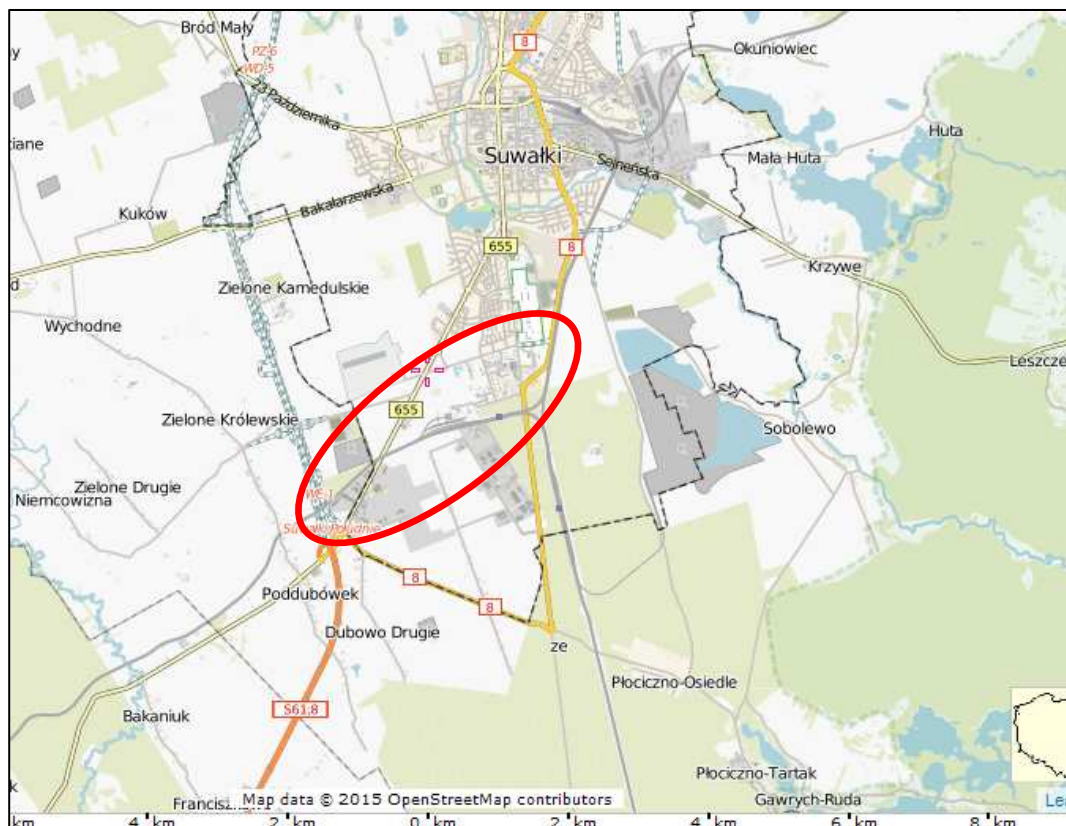 Bród Mały
8
Okuniowiec
PZ-6
WD-5
23 Października
Huta
Suwałki
Mała Huta
Sejneńska
Kuków
Bakałarzewska
655
8
Krzywe
Zielone Kamedulskie
Wychodne
Leszcze
655
Zielone Królewskie
Sobolewo
Zielone Drugie
Niemcowizna
WE-1
Suwałki Południe
8
Poddubówek
8
Dubowo Drugie
ze
Płociczno-Osiedle
S61;8
Bakaniuk
Płociczno-Tartak
Gawrych-Ruda
Map data © 2015 OpenStreetMap contributors
Lea
4 km 2 km 0 km 2 km 4 km 6 km 8 km